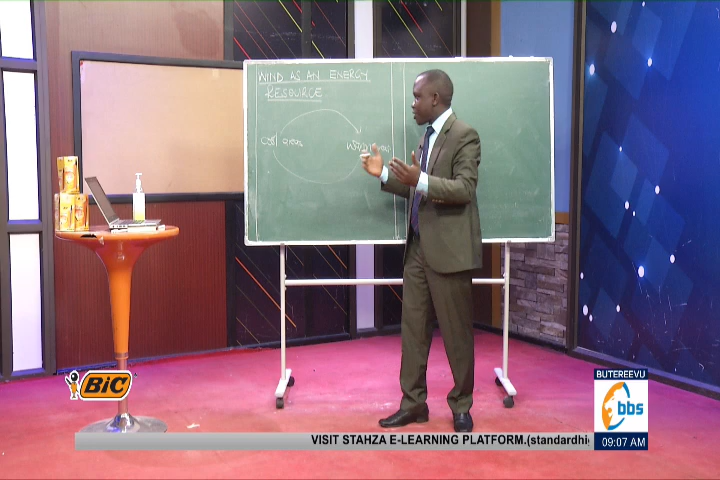 WIND AS AN ENERGY
RESOURCE
BiC
BUTEREEVU
bbs
09:07 AM
VISIT STAHZA E-LEARNING PLATFORM.(standardhi